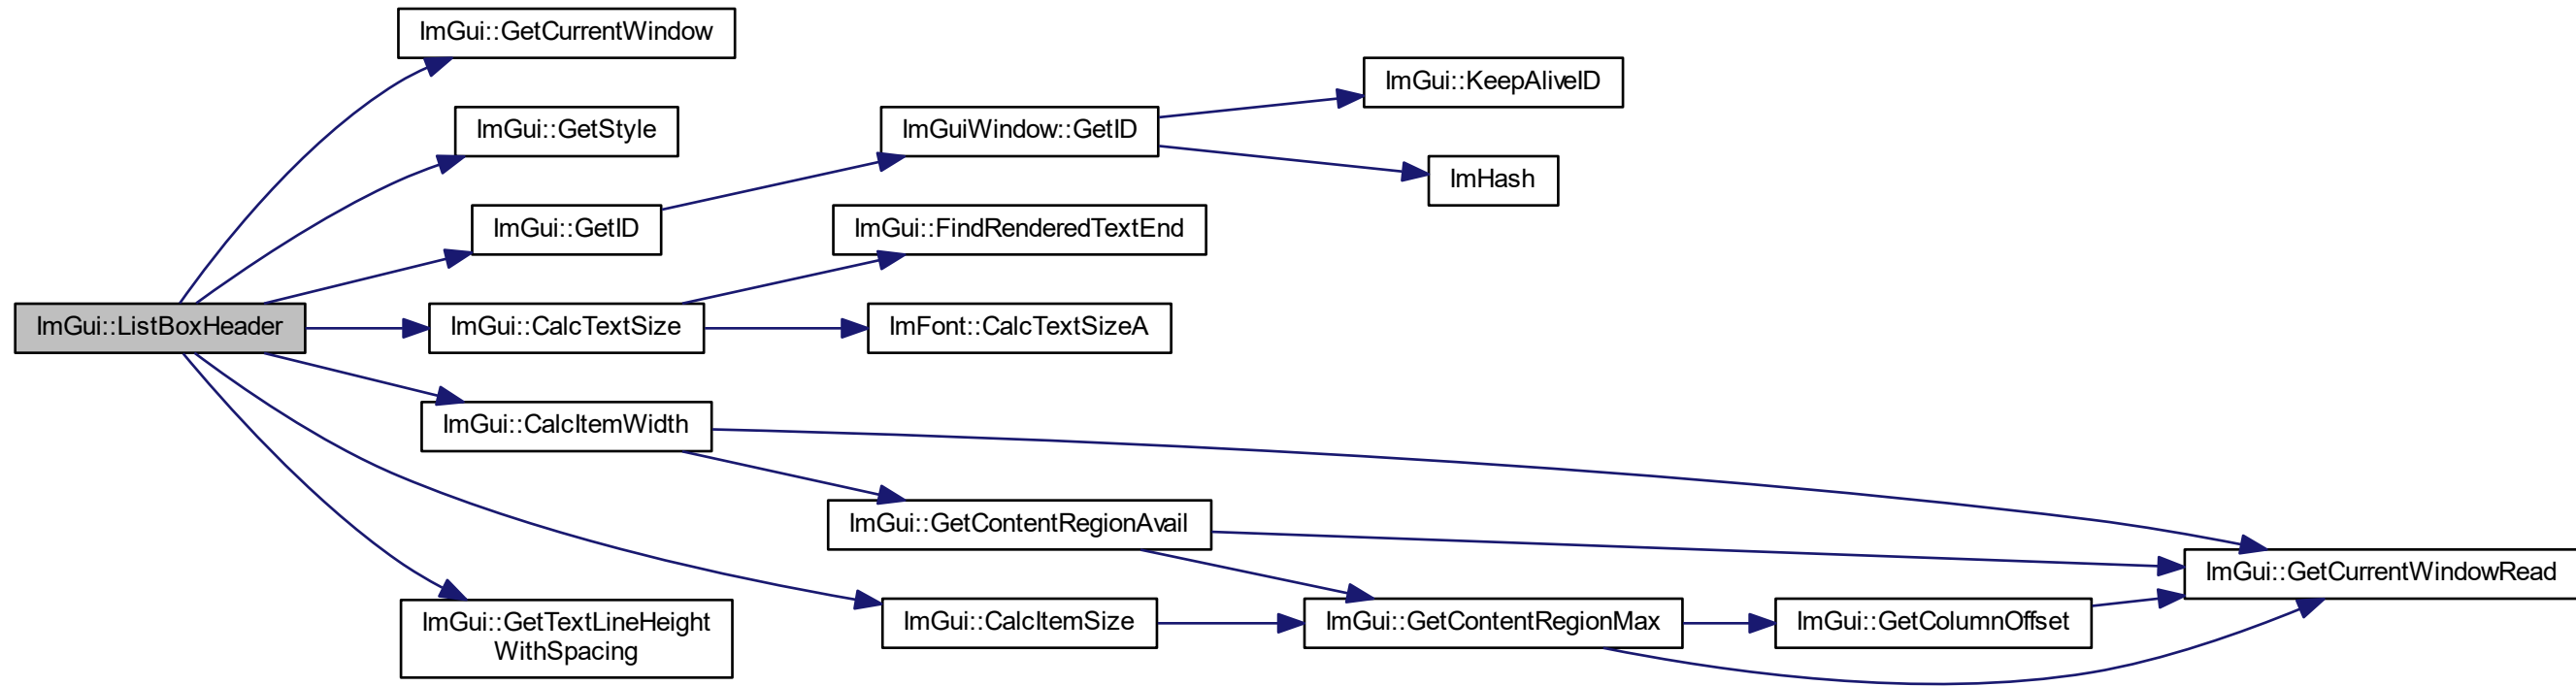 ImGui::GetCurrentWindow
ImGui::KeepAliveID
ImGui::GetStyle
ImGuiWindow::GetID
ImHash
ImGui::GetID
ImGui::FindRenderedTextEnd
ImGui::ListBoxHeader
ImGui::CalcTextSize
ImFont::CalcTextSizeA
ImGui::CalcItemWidth
ImGui::GetContentRegionAvail
ImGui::GetCurrentWindowRead
ImGui::GetTextLineHeight
WithSpacing
ImGui::CalcItemSize
ImGui::GetContentRegionMax
ImGui::GetColumnOffset